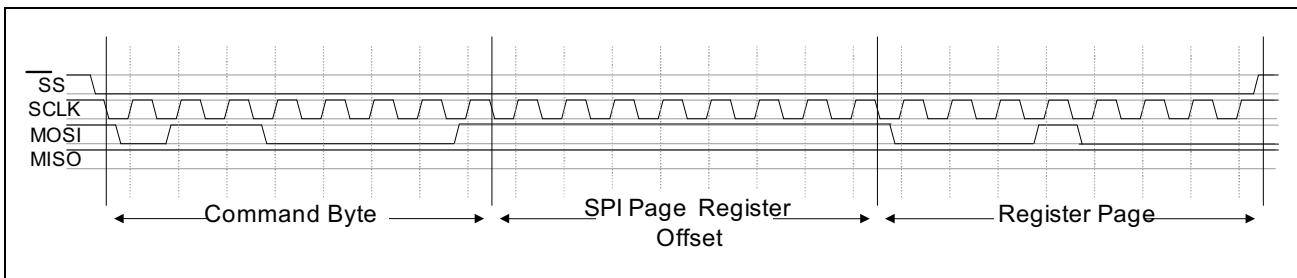 SS
SCLK
MOSI
MISO
Command Byte
SPI Page Register
Offset
Register Page